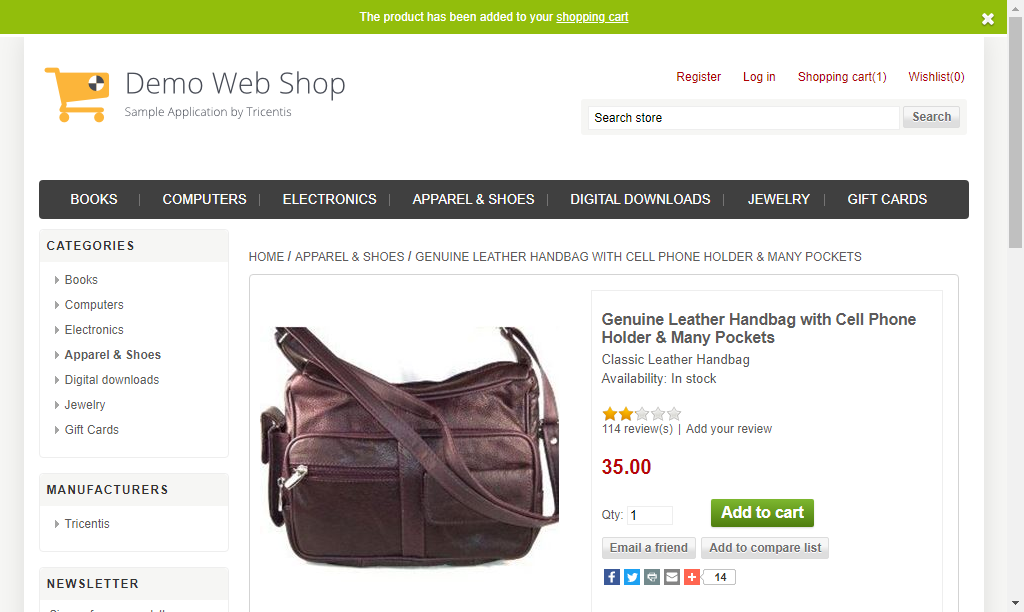 The product has been added to your shopping cart
Demo Web Shop
Sample Application by Tricentis
Register Log in Shopping cart(1) Wishlist(0)
Search store Search
BOOKS COMPUTERS ELECTRONICS APPAREL & SHOES DIGITAL DOWNLOADS JEWELRY GIFT CARDS
CATEGORIES
Books
Computers
Electronics
Apparel & Shoes
Digital downloads
Jewelry
Gift Cards
MANUFACTURERS
Tricentis
NEWSLETTER
HOME / APPAREL & SHOES / GENUINE LEATHER HANDBAG WITH CELL PHONE HOLDER & MANY POCKETS
Genuine Leather Handbag with Cell Phone
Holder & Many Pockets
Classic Leather Handbag
Availability: In stock
114 review(s) | Add your review
35.00
Qty: 1 Add to cart
Email a friend Add to compare list
14